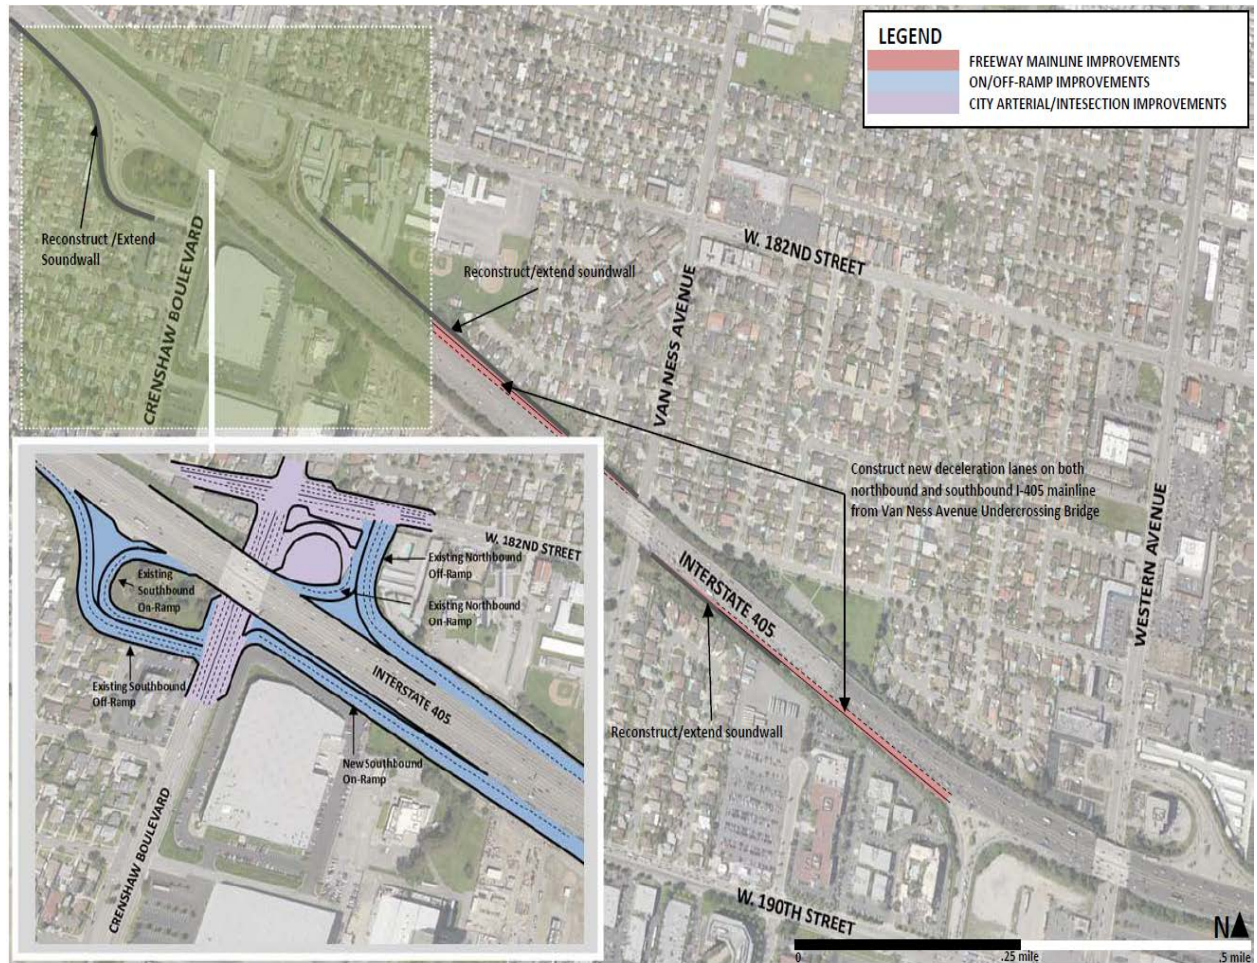 LEGEND
FREEWAY MAINLINE IMPROVEMENTS
ON/OFF-RAMP IMPROVEMENTS
CITY ARTERIAL/INTESECTION IMPROVEMENTS
Reconstruct /Extend
Soundwall
CRENSHAW BOULEVARD
Reconstruct/extend soundwall
W. 182ND STREET
VAN NESS AVENUE
Construct new deceleration lanes on both
northbound and southbound I-405 mainline
from Van Ness Avenue Undercrossing Bridge
WESTERN AVENUE
INTERSTATE 405
Reconstruct/extend soundwall
W. 190TH STREET
W. 182ND STREET
Existing Northbound
Off-Ramp
Existing Northbound
On-Ramp
Existing
Southbound
On-Ramp
Existing Southbound
Off-Ramp
INTERSTATE 405
New Southbound
On-Ramp
CRENSHAW BOULEVARD
N
0 .25 mile .5 mile